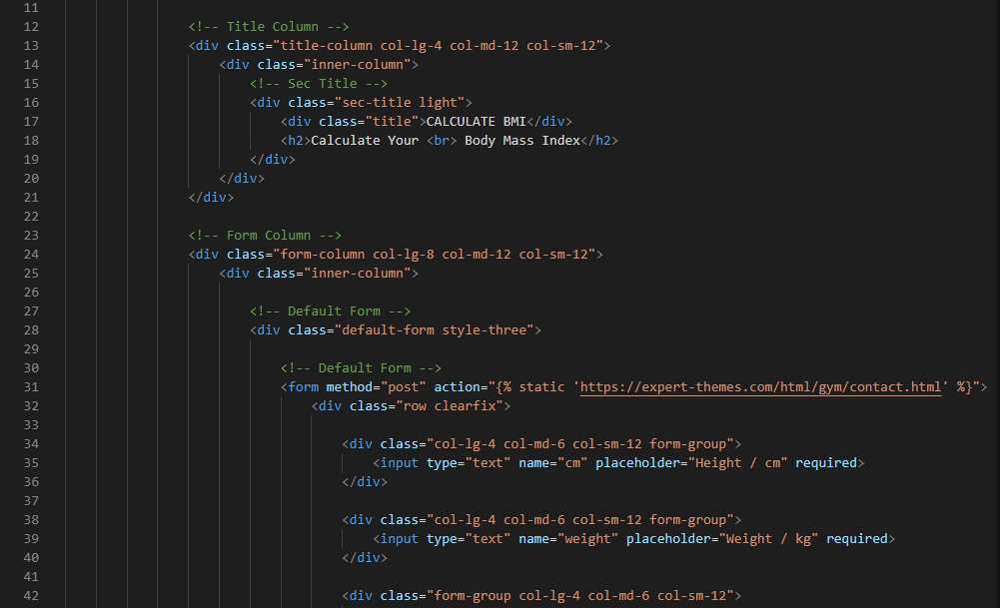 11
12 <!-- Title Column -->
13 <div class="title-column col-lg-4 col-md-12 col-sm-12">
14 <div class="inner-column">
15 <!-- Sec Title -->
16 <div class="sec-title light">
17 <div class="title">CALCULATE BMI</div>
18 <h2>Calculate Your <br> Body Mass Index</h2>
19 </div>
20 </div>
21 </div>
22
23 <!-- Form Column -->
24 <div class="form-column col-lg-8 col-md-12 col-sm-12">
25 <div class="inner-column">
26
27 <!-- Default Form -->
28 <div class="default-form style-three">
29
30 <!-- Default Form -->
31 <form method="post" action="{% static 'https://expert-themes.com/html/gym/contact.html' %}">
32 <div class="row clearfix">
33
34 <div class="col-lg-4 col-md-6 col-sm-12 form-group">
35 <input type="text" name="cm" placeholder="Height / cm" required>
36 </div>
37
38 <div class="col-lg-4 col-md-6 col-sm-12 form-group">
39 <input type="text" name="weight" placeholder="Weight / kg" required>
40 </div>
41
42 <div class="form-group col-lg-4 col-md-6 col-sm-12">